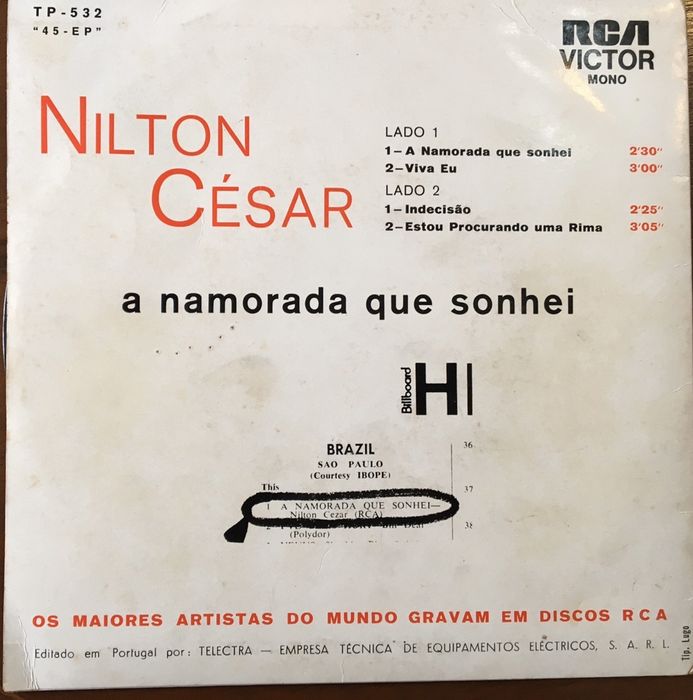 TP-532
"45-EP"
RCA
VICTOR
MONO
NILTON
CÉSAR
LADO 1
1-A Namorada que sonhei 2'30"
2-Viva Eu 3'00"
LADO 2
1-Indecisão 2'25"
2-Estou Procurando uma Rima 3'05"
a namorada que sonhei
Billboard
H
BRAZIL
SAO PAULO
(Courtesy IBOPE)
This
1 A NAMORADA QUE SONHEI—
Nilton Cezar (RCA)
(Polydor)
36
37
38
OS MAIORES ARTISTAS DO MUNDO GRAVAM EM DISCOS RCA
Editado em Portugal por: TELECTRA — EMPRESA TÉCNICA DE EQUIPAMENTOS ELÉCTRICOS, S. A. R. L.
Tip. Lugo